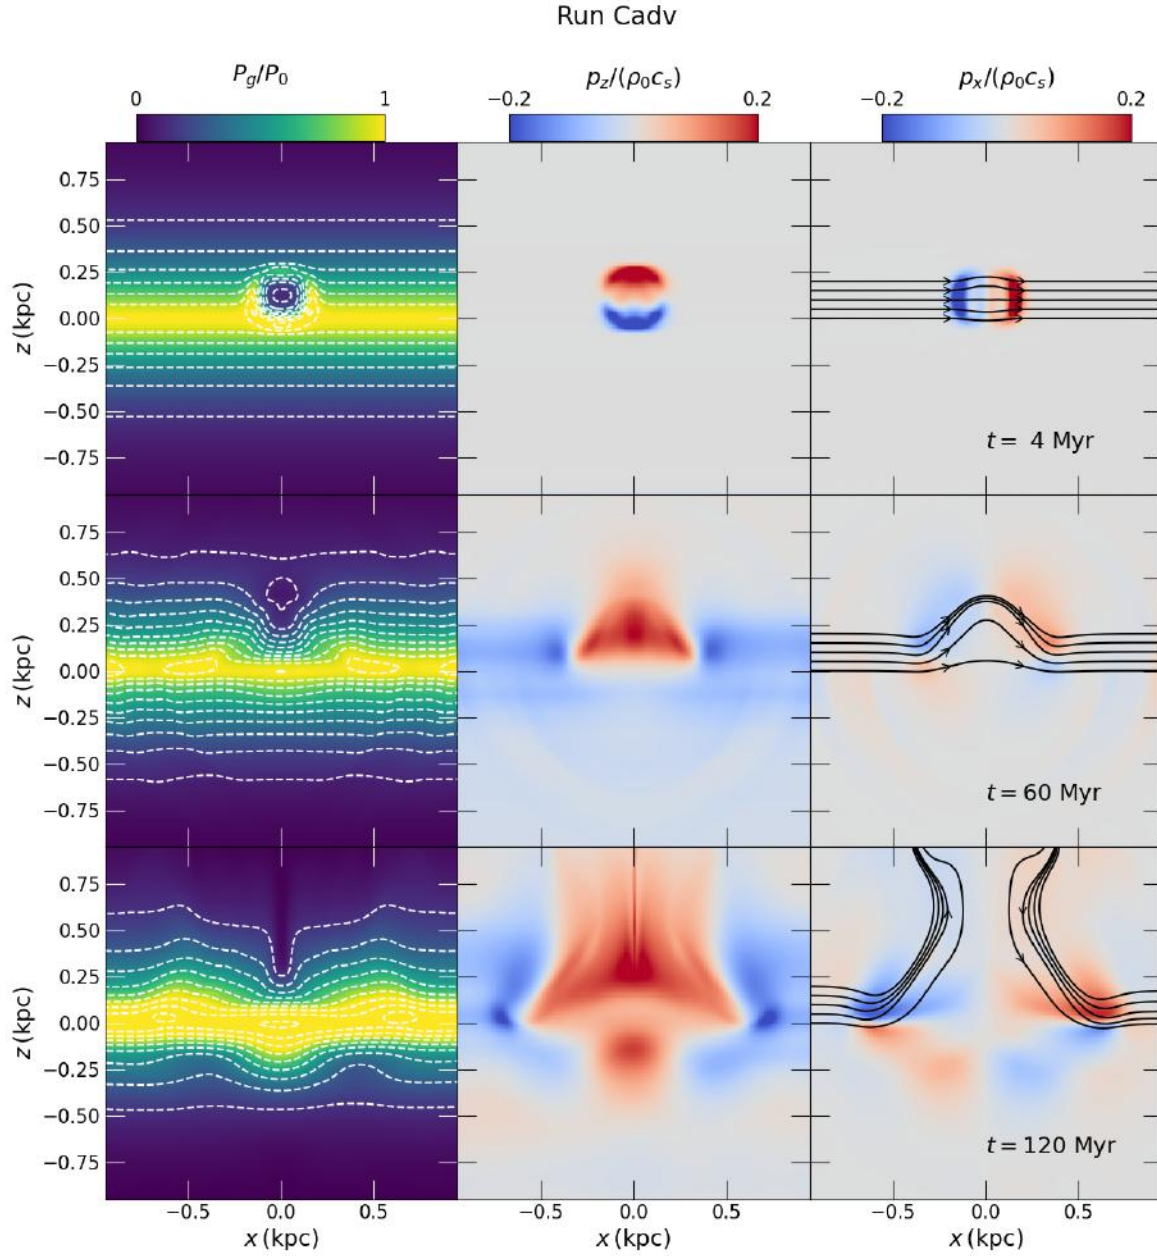 Run Cadv
P_g/P_0 p_z/(ρ_0c_s) p_x/(ρ_0c_s)
0 1 −0.2 0.2 −0.2 0.2
0.75
0.50
0.25
z (kpc) 0.00
−0.25
−0.50
t = 4 Myr
−0.75
0.75
0.50
0.25
z (kpc) 0.00
−0.25
−0.50
t = 60 Myr
−0.75
0.75
0.50
0.25
z (kpc) 0.00
−0.25
−0.50
t = 120 Myr
−0.75
−0.5 0.0 0.5 −0.5 0.0 0.5 −0.5 0.0 0.5
x (kpc) x (kpc) x (kpc)